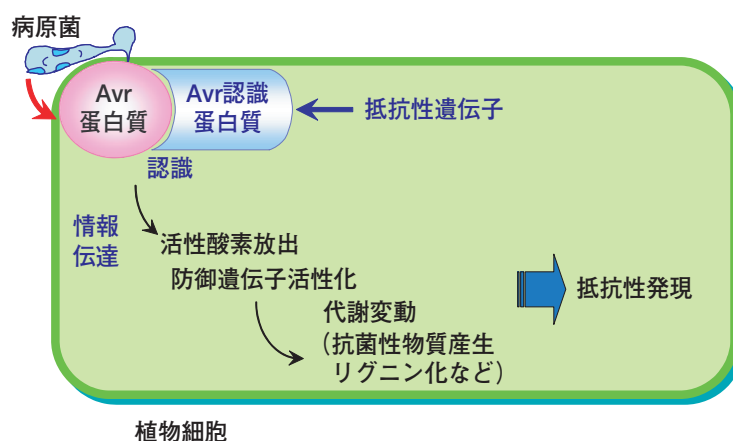 病原菌
Avr
蛋白質
Avr認識
蛋白質
抵抗性遺伝子
認識
情報
伝達
活性酸素放出
防御遺伝子活性化
代謝変動
（抗菌性物質産生
リグニン化など）
抵抗性発現
植物細胞